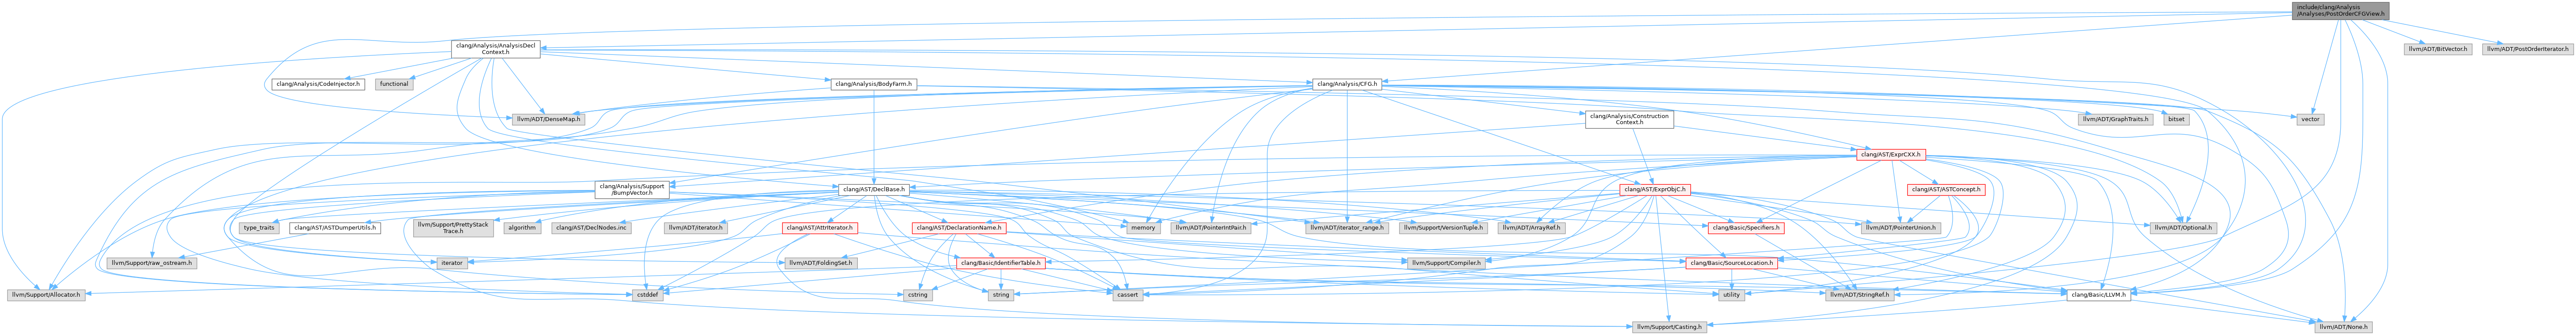 include/clang/Analysis
/Analyses/PostOrderCFGView.h
clang/Analysis/AnalysisDecl
Context.h
llvm/ADT/BitVector.h
llvm/ADT/PostOrderIterator.h
clang/Analysis/CodeInjector.h
functional
clang/Analysis/BodyFarm.h
clang/Analysis/CFG.h
llvm/ADT/DenseMap.h
clang/Analysis/Construction
Context.h
llvm/ADT/GraphTraits.h
bitset
vector
clang/AST/ExprCXX.h
clang/Analysis/Support
/BumpVector.h
clang/AST/DeclBase.h
clang/AST/ExprObjC.h
clang/AST/ASTConcept.h
type_traits
clang/AST/ASTDumperUtils.h
llvm/Support/PrettyStack
Trace.h
algorithm
clang/AST/DeclNodes.inc
llvm/ADT/iterator.h
clang/AST/AttrIterator.h
clang/AST/DeclarationName.h
memory
llvm/ADT/PointerIntPair.h
llvm/ADT/iterator_range.h
llvm/Support/VersionTuple.h
llvm/ADT/ArrayRef.h
clang/Basic/Specifiers.h
llvm/ADT/PointerUnion.h
llvm/ADT/Optional.h
llvm/Support/raw_ostream.h
iterator
llvm/ADT/FoldingSet.h
clang/Basic/IdentifierTable.h
llvm/Support/Compiler.h
clang/Basic/SourceLocation.h
llvm/Support/Allocator.h
cstddef
cstring
string
cassert
utility
llvm/ADT/StringRef.h
clang/Basic/LLVM.h
llvm/Support/Casting.h
llvm/ADT/None.h